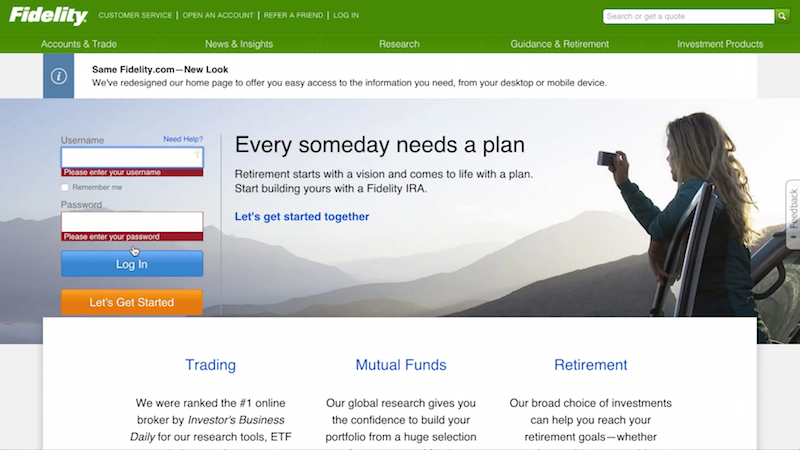 Fidelity
CUSTOMER SERVICE | OPEN AN ACCOUNT | REFER A FRIEND | LOG IN
Search or get a quote
Accounts & Trade
News & Insights
Research
Guidance & Retirement
Investment Products
Same Fidelity.com—New Look
We've redesigned our home page to offer you easy access to the information you need, from your desktop or mobile device.
Username
Need Help?
Please enter your username
Remember me
Password
Please enter your password
Log In
Let's Get Started
Every someday needs a plan
Retirement starts with a vision and comes to life with a plan.
Start building yours with a Fidelity IRA.
Let's get started together
Feedback
Trading
We were ranked the #1 online
broker by Investor's Business
Daily for our research tools, ETF
Mutual Funds
Our global research gives you
the confidence to build your
portfolio from a huge selection
Retirement
Our broad choice of investments
can help you reach your
retirement goals—whether